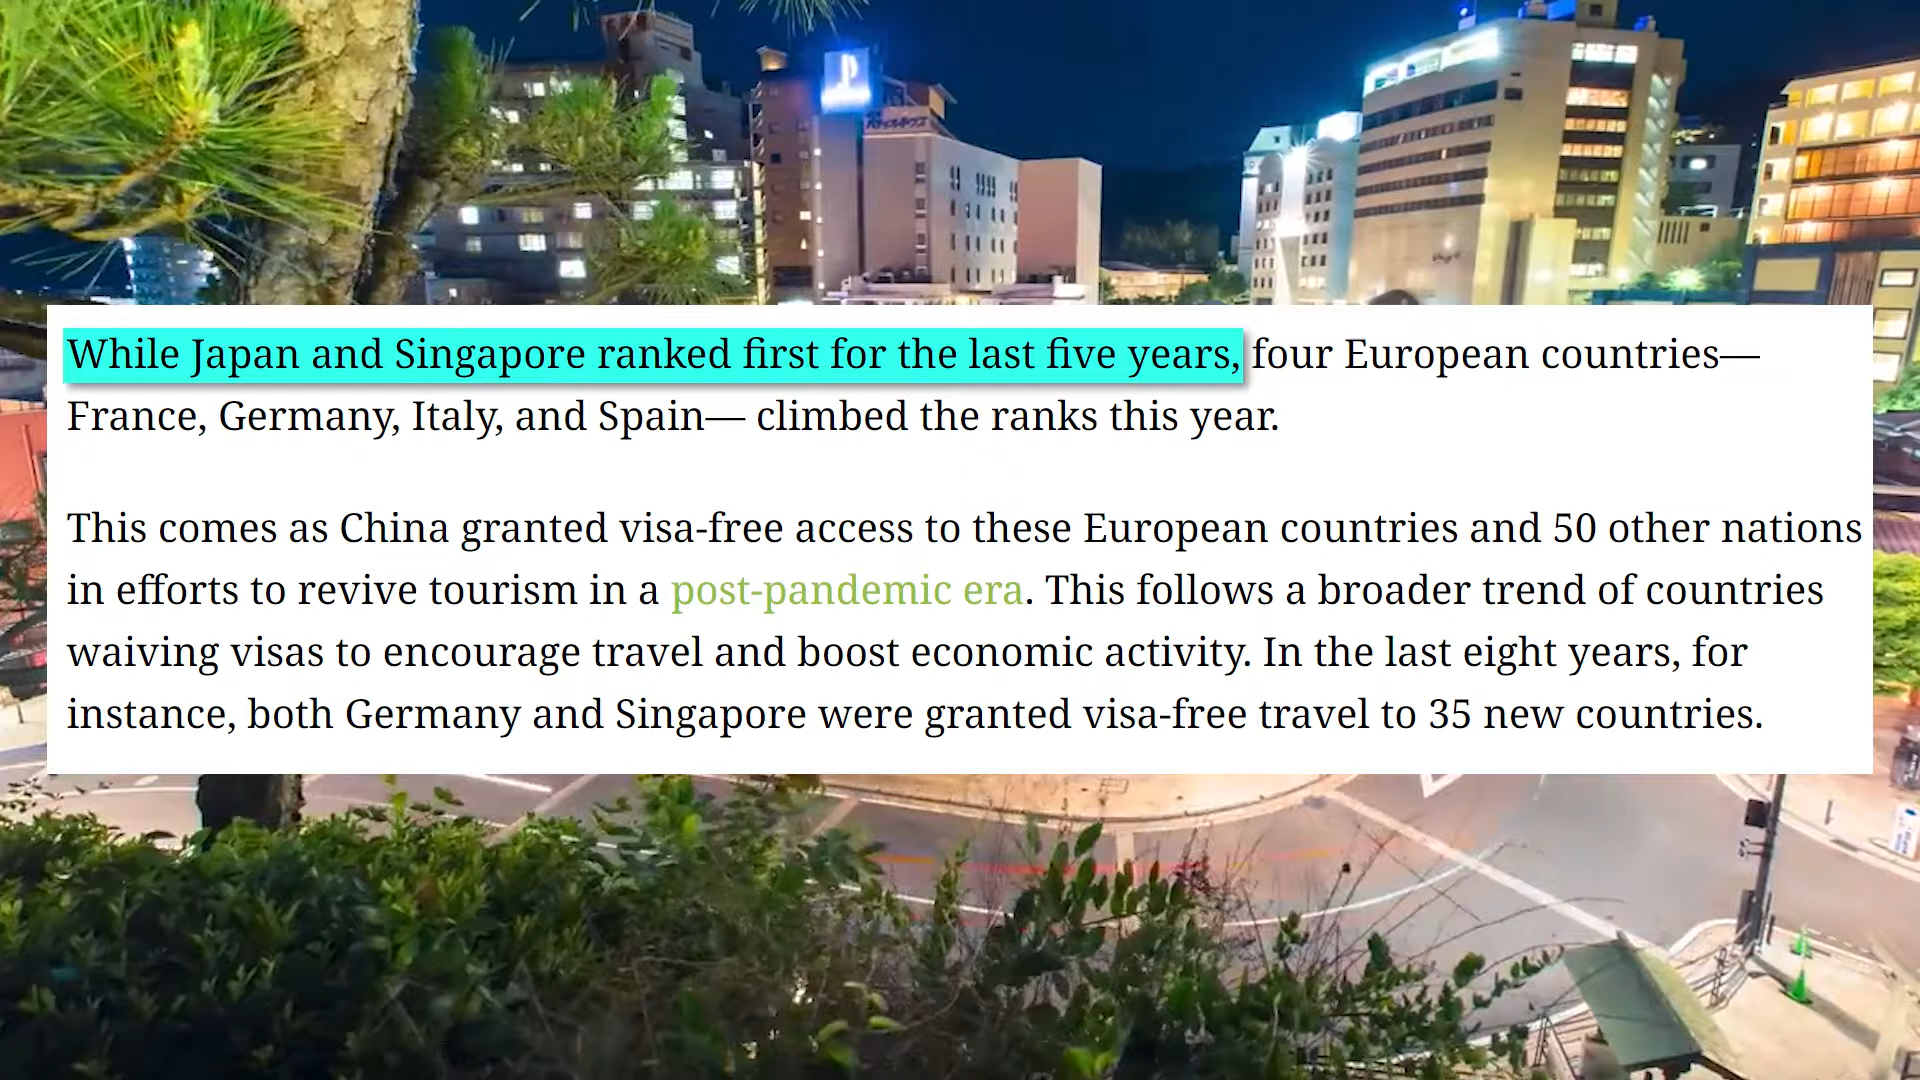 While Japan and Singapore ranked first for the last five years, four European countries—
France, Germany, Italy, and Spain— climbed the ranks this year.
This comes as China granted visa-free access to these European countries and 50 other nations
in efforts to revive tourism in a post-pandemic era. This follows a broader trend of countries
waiving visas to encourage travel and boost economic activity. In the last eight years, for
instance, both Germany and Singapore were granted visa-free travel to 35 new countries.